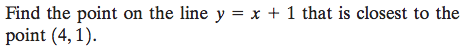 Find the point on the line y = x + 1 that is closest to the
point (4, 1).